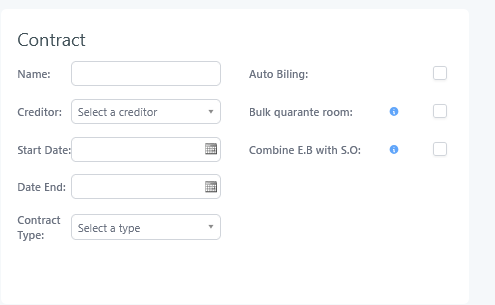 Contract
Name:
Auto Biling:
Creditor:
Select a creditor
Bulk quarante room:
Start Date:
Combine E.B with S.O:
Date End:
Contract
Type:
Select a type